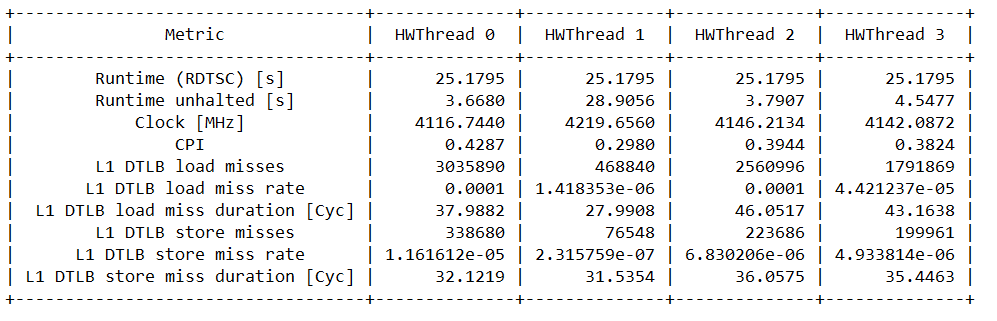 +------------------------------------+--------------+--------------+--------------+--------------+
|               Metric               |  HWThread 0  |  HWThread 1  |  HWThread 2  |  HWThread 3  |
+------------------------------------+--------------+--------------+--------------+--------------+
|        Runtime (RDTSC) [s]         |      25.1795 |      25.1795 |      25.1795 |      25.1795 |
|        Runtime unhalted [s]        |       3.6680 |      28.9056 |       3.7907 |       4.5477 |
|            Clock [MHz]             |    4116.7440 |    4219.6560 |    4146.2134 |    4142.0872 |
|                CPI                 |       0.4287 |       0.2980 |       0.3944 |       0.3824 |
|        L1 DTLB load misses         |      3035890 |       468840 |      2560996 |      1791869 |
|       L1 DTLB load miss rate       |       0.0001 | 1.418353e-06 |       0.0001 | 4.421237e-05 |
|  L1 DTLB load miss duration [Cyc]  |      37.9882 |      27.9908 |      46.0517 |      43.1638 |
|        L1 DTLB store misses        |       338680 |        76548 |       223686 |       199961 |
|      L1 DTLB store miss rate       | 1.161612e-05 | 2.315759e-07 | 6.830206e-06 | 4.933814e-06 |
| L1 DTLB store miss duration [Cyc]  |      32.1219 |      31.5354 |      36.0575 |      35.4463 |
+------------------------------------+--------------+--------------+--------------+--------------+